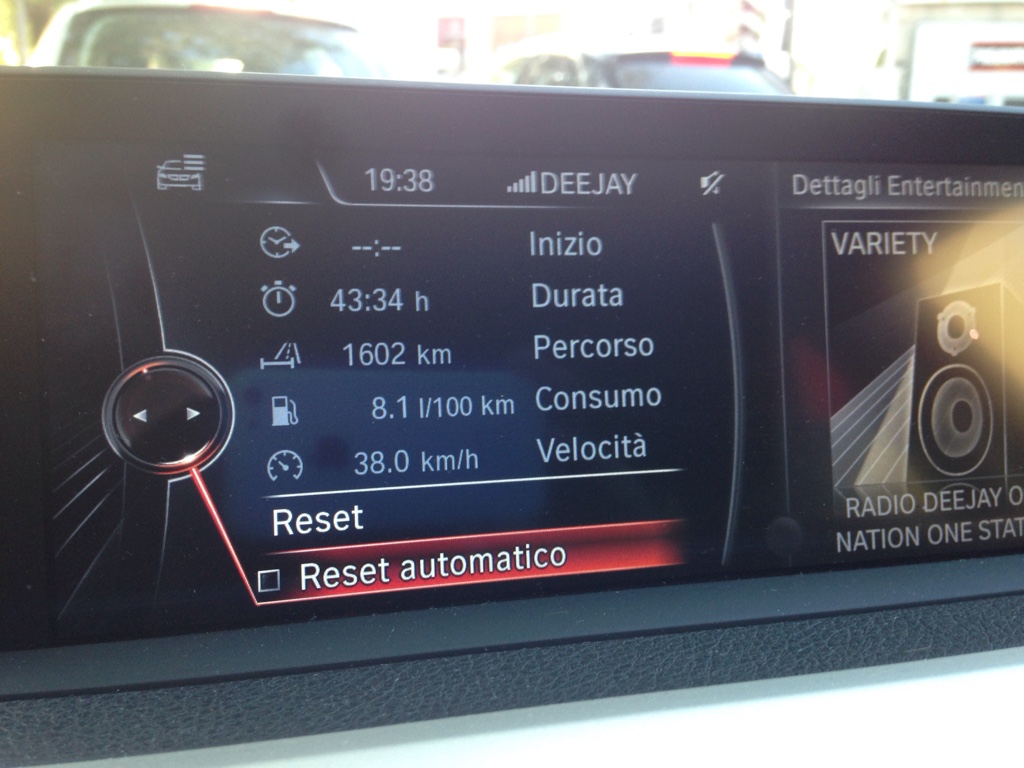 19:38
DEEJAY
--:-- Inizio
43:34 h Durata
1602 km Percorso
8.1 l/100 km Consumo
38.0 km/h Velocità
Reset
Reset automatico
Dettagli Entertainmen
VARIETY
RADIO DEEJAY O
NATION ONE STAT